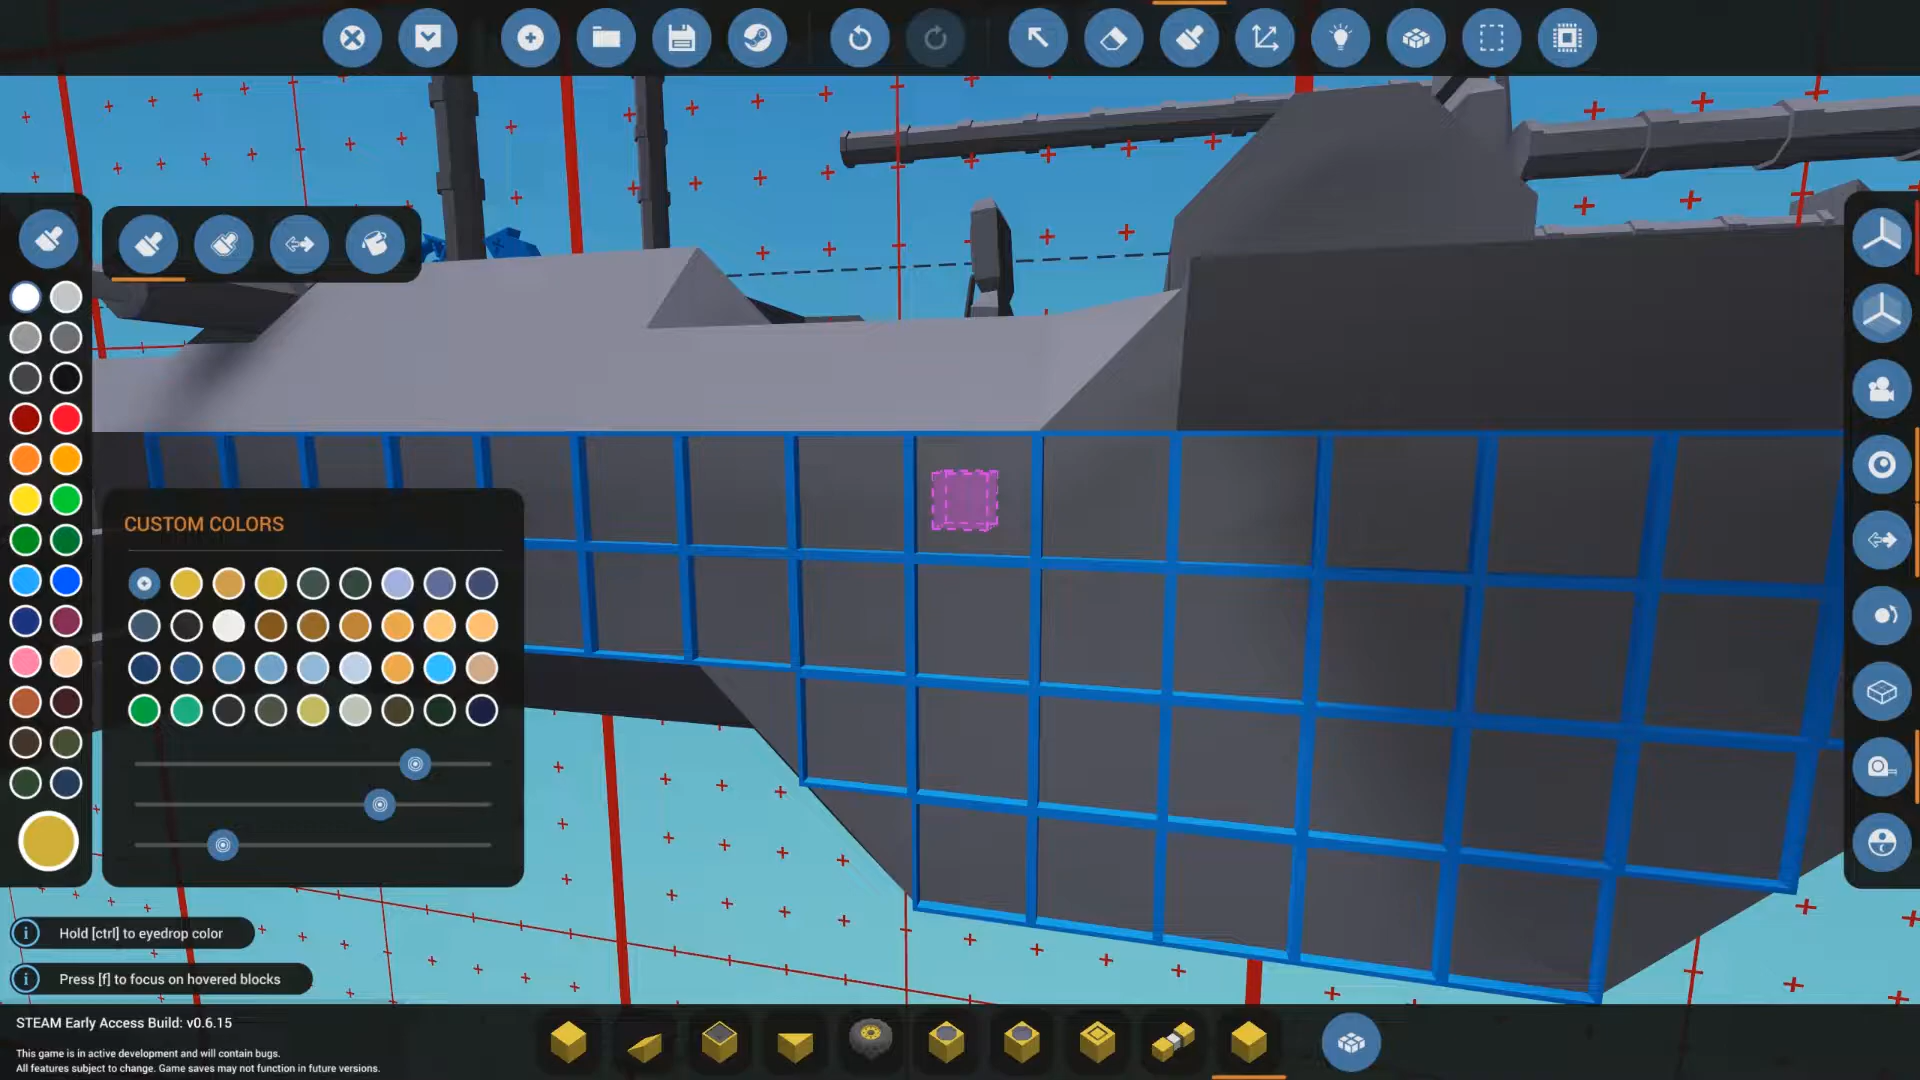 CUSTOM COLORS
Hold [ctrl] to eyedrop color
Press [f] to focus on hovered blocks
STEAM Early Access Build: v0.6.15
This game is in active development and will contain bugs.
All features subject to change. Game saves may not function in future versions.